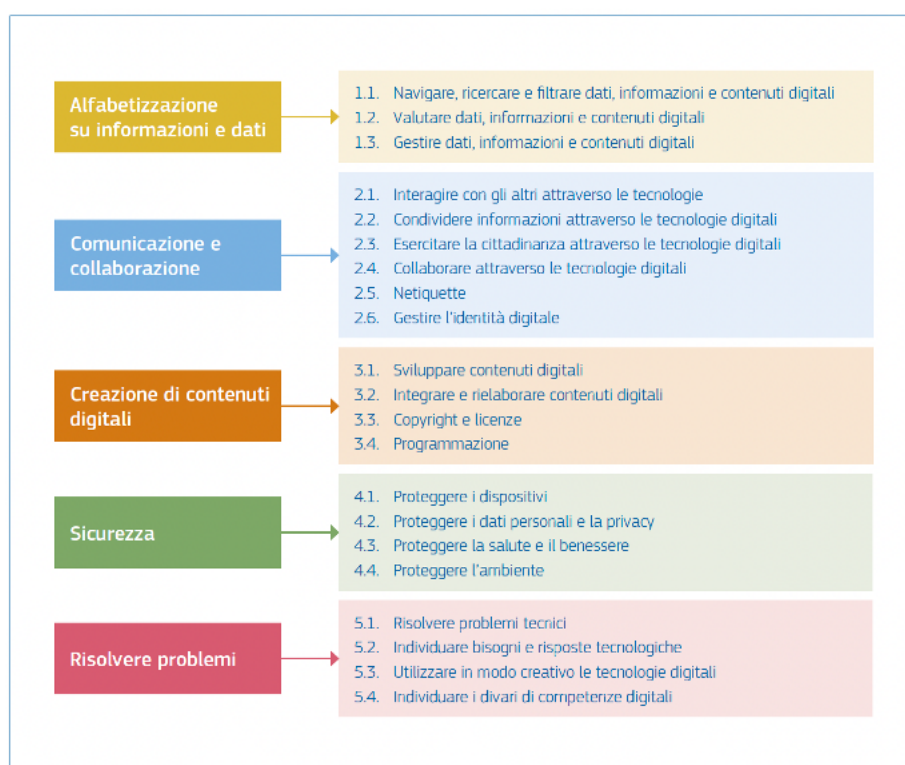 Alfabetizzazione
su informazioni e dati
1.1. Navigare, ricercare e filtrare dati, informazioni e contenuti digitali
1.2. Valutare dati, informazioni e contenuti digitali
1.3. Gestire dati, informazioni e contenuti digitali
Comunicazione e
collaborazione
2.1. Interagire con gli altri attraverso le tecnologie
2.2. Condividere informazioni attraverso le tecnologie digitali
2.3. Esercitare la cittadinanza attraverso le tecnologie digitali
2.4. Collaborare attraverso le tecnologie digitali
2.5. Netiquette
2.6. Gestire l'identità digitale
Creazione di contenuti
digitali
3.1. Sviluppare contenuti digitali
3.2. Integrare e rielaborare contenuti digitali
3.3. Copyright e licenze
3.4. Programmazione
Sicurezza
4.1. Proteggere i dispositivi
4.2. Proteggere i dati personali e la privacy
4.3. Proteggere la salute e il benessere
4.4. Proteggere l'ambiente
Risolvere problemi
5.1. Risolvere problemi tecnici
5.2. Individuare bisogni e risposte tecnologiche
5.3. Utilizzare in modo creativo le tecnologie digitali
5.4. Individuare i divari di competenze digitali